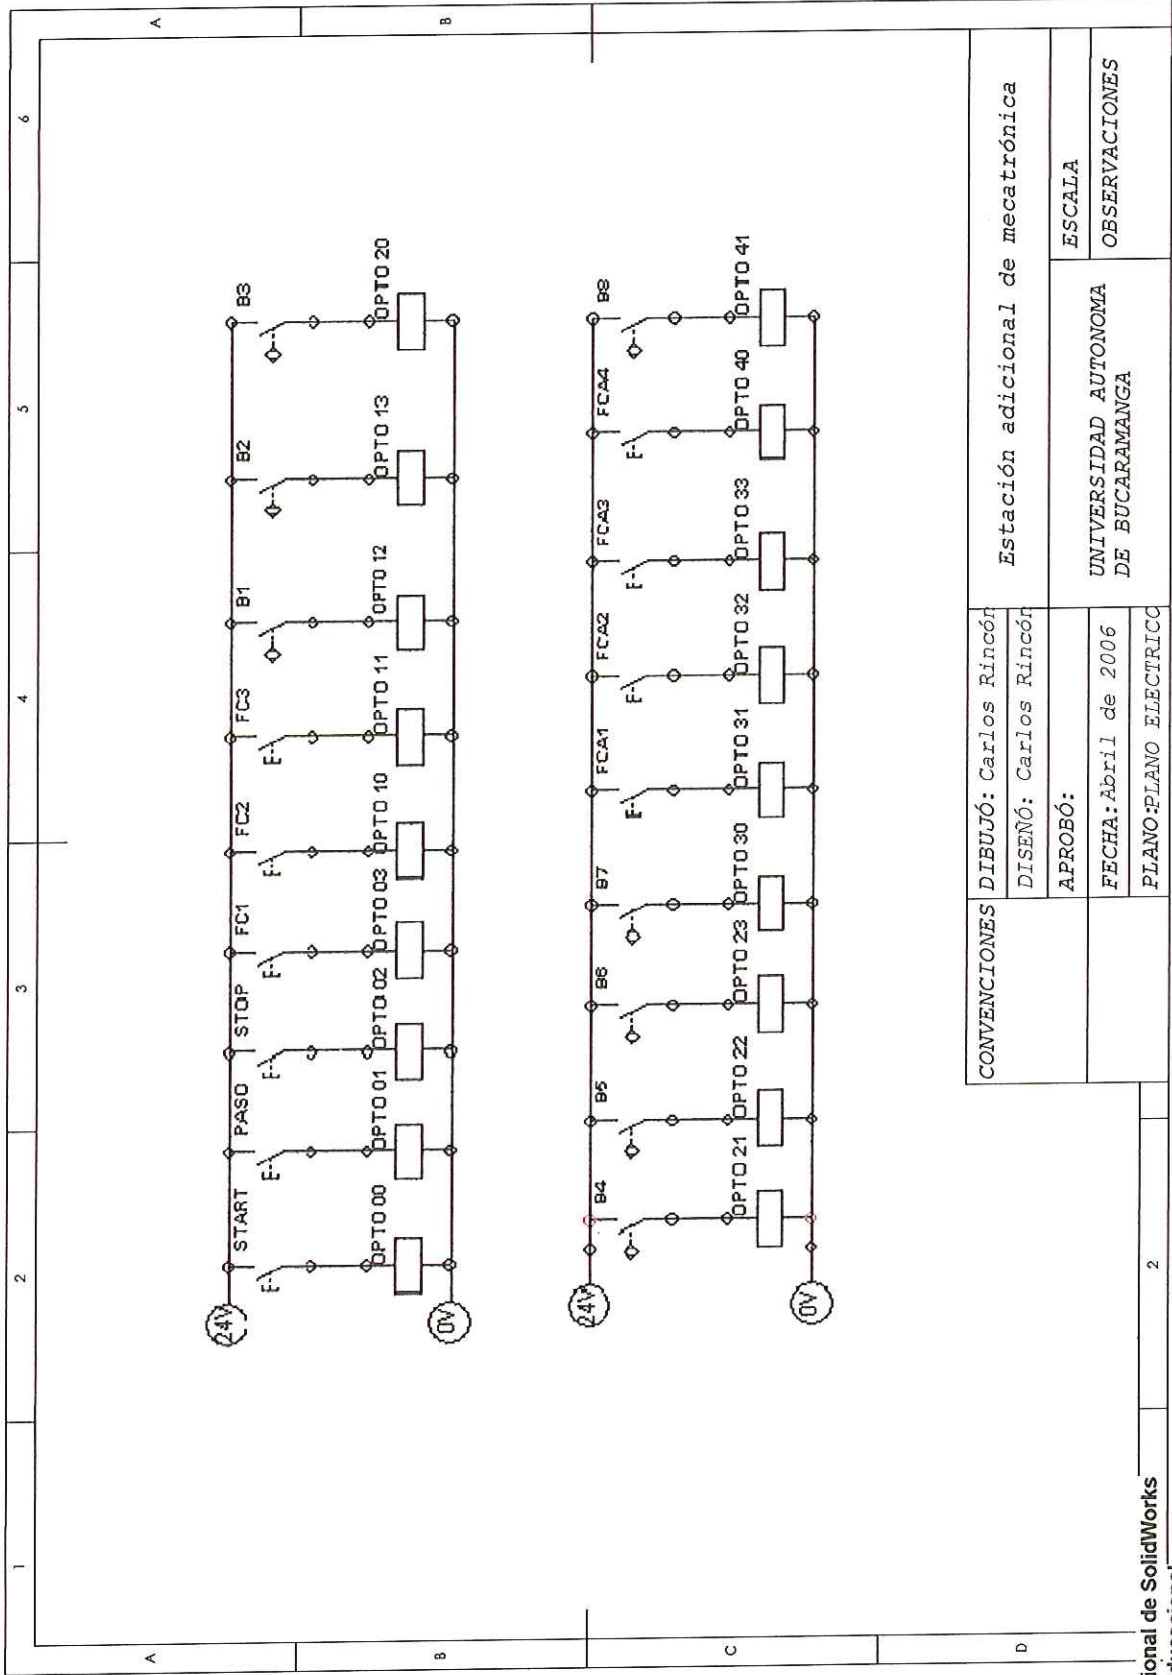 1 2 3 4 5 6
A
B
START PASO STOP FC1 FC2 FC3 B1 B2 B3
24V
OPTO 00 OPTO 01 OPTO 02 OPTO 03 OPTO 10 OPTO 11 OPTO 12 OPTO 13 OPTO 20
0V
B4 B5 B6 B7 FCA1 FCA2 FCA3 FCA4 B8
24V
OPTO 21 OPTO 22 OPTO 23 OPTO 30 OPTO 31 OPTO 32 OPTO 33 OPTO 40 OPTO 41
0V
A
B
C
D
CONVENCIONES
DIBUJÓ: Carlos Rincón
DISEÑÓ: Carlos Rincón
Estación adicional de mecatrónica
APROBÓ:
FECHA: Abril de 2006
PLANO:PLANO ELECTRICO
UNIVERSIDAD AUTONOMA
DE BUCARAMANGA
ESCALA
OBSERVACIONES
2
ional de SolidWorks